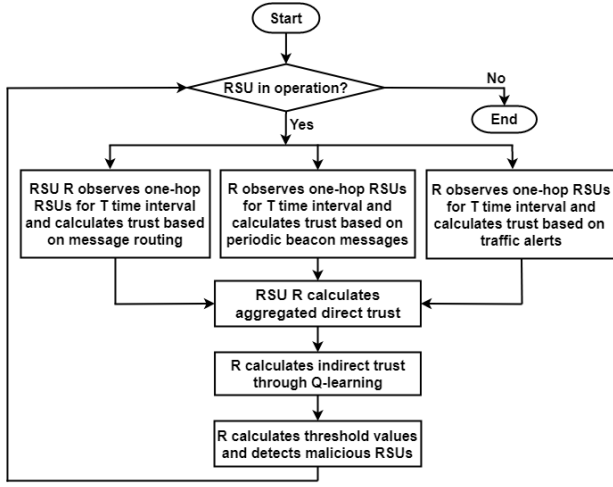 Start
RSU in operation?
No
End
Yes
RSU R observes one-hop
RSUs for T time interval
and calculates trust based
on message routing
R observes one-hop RSUs
for T time interval and
calculates trust based on
periodic beacon messages
R observes one-hop RSUs
for T time interval and
calculates trust based on
traffic alerts
RSU R calculates
aggregated direct trust
R calculates indirect trust
through Q-learning
R calculates threshold values
and detects malicious RSUs